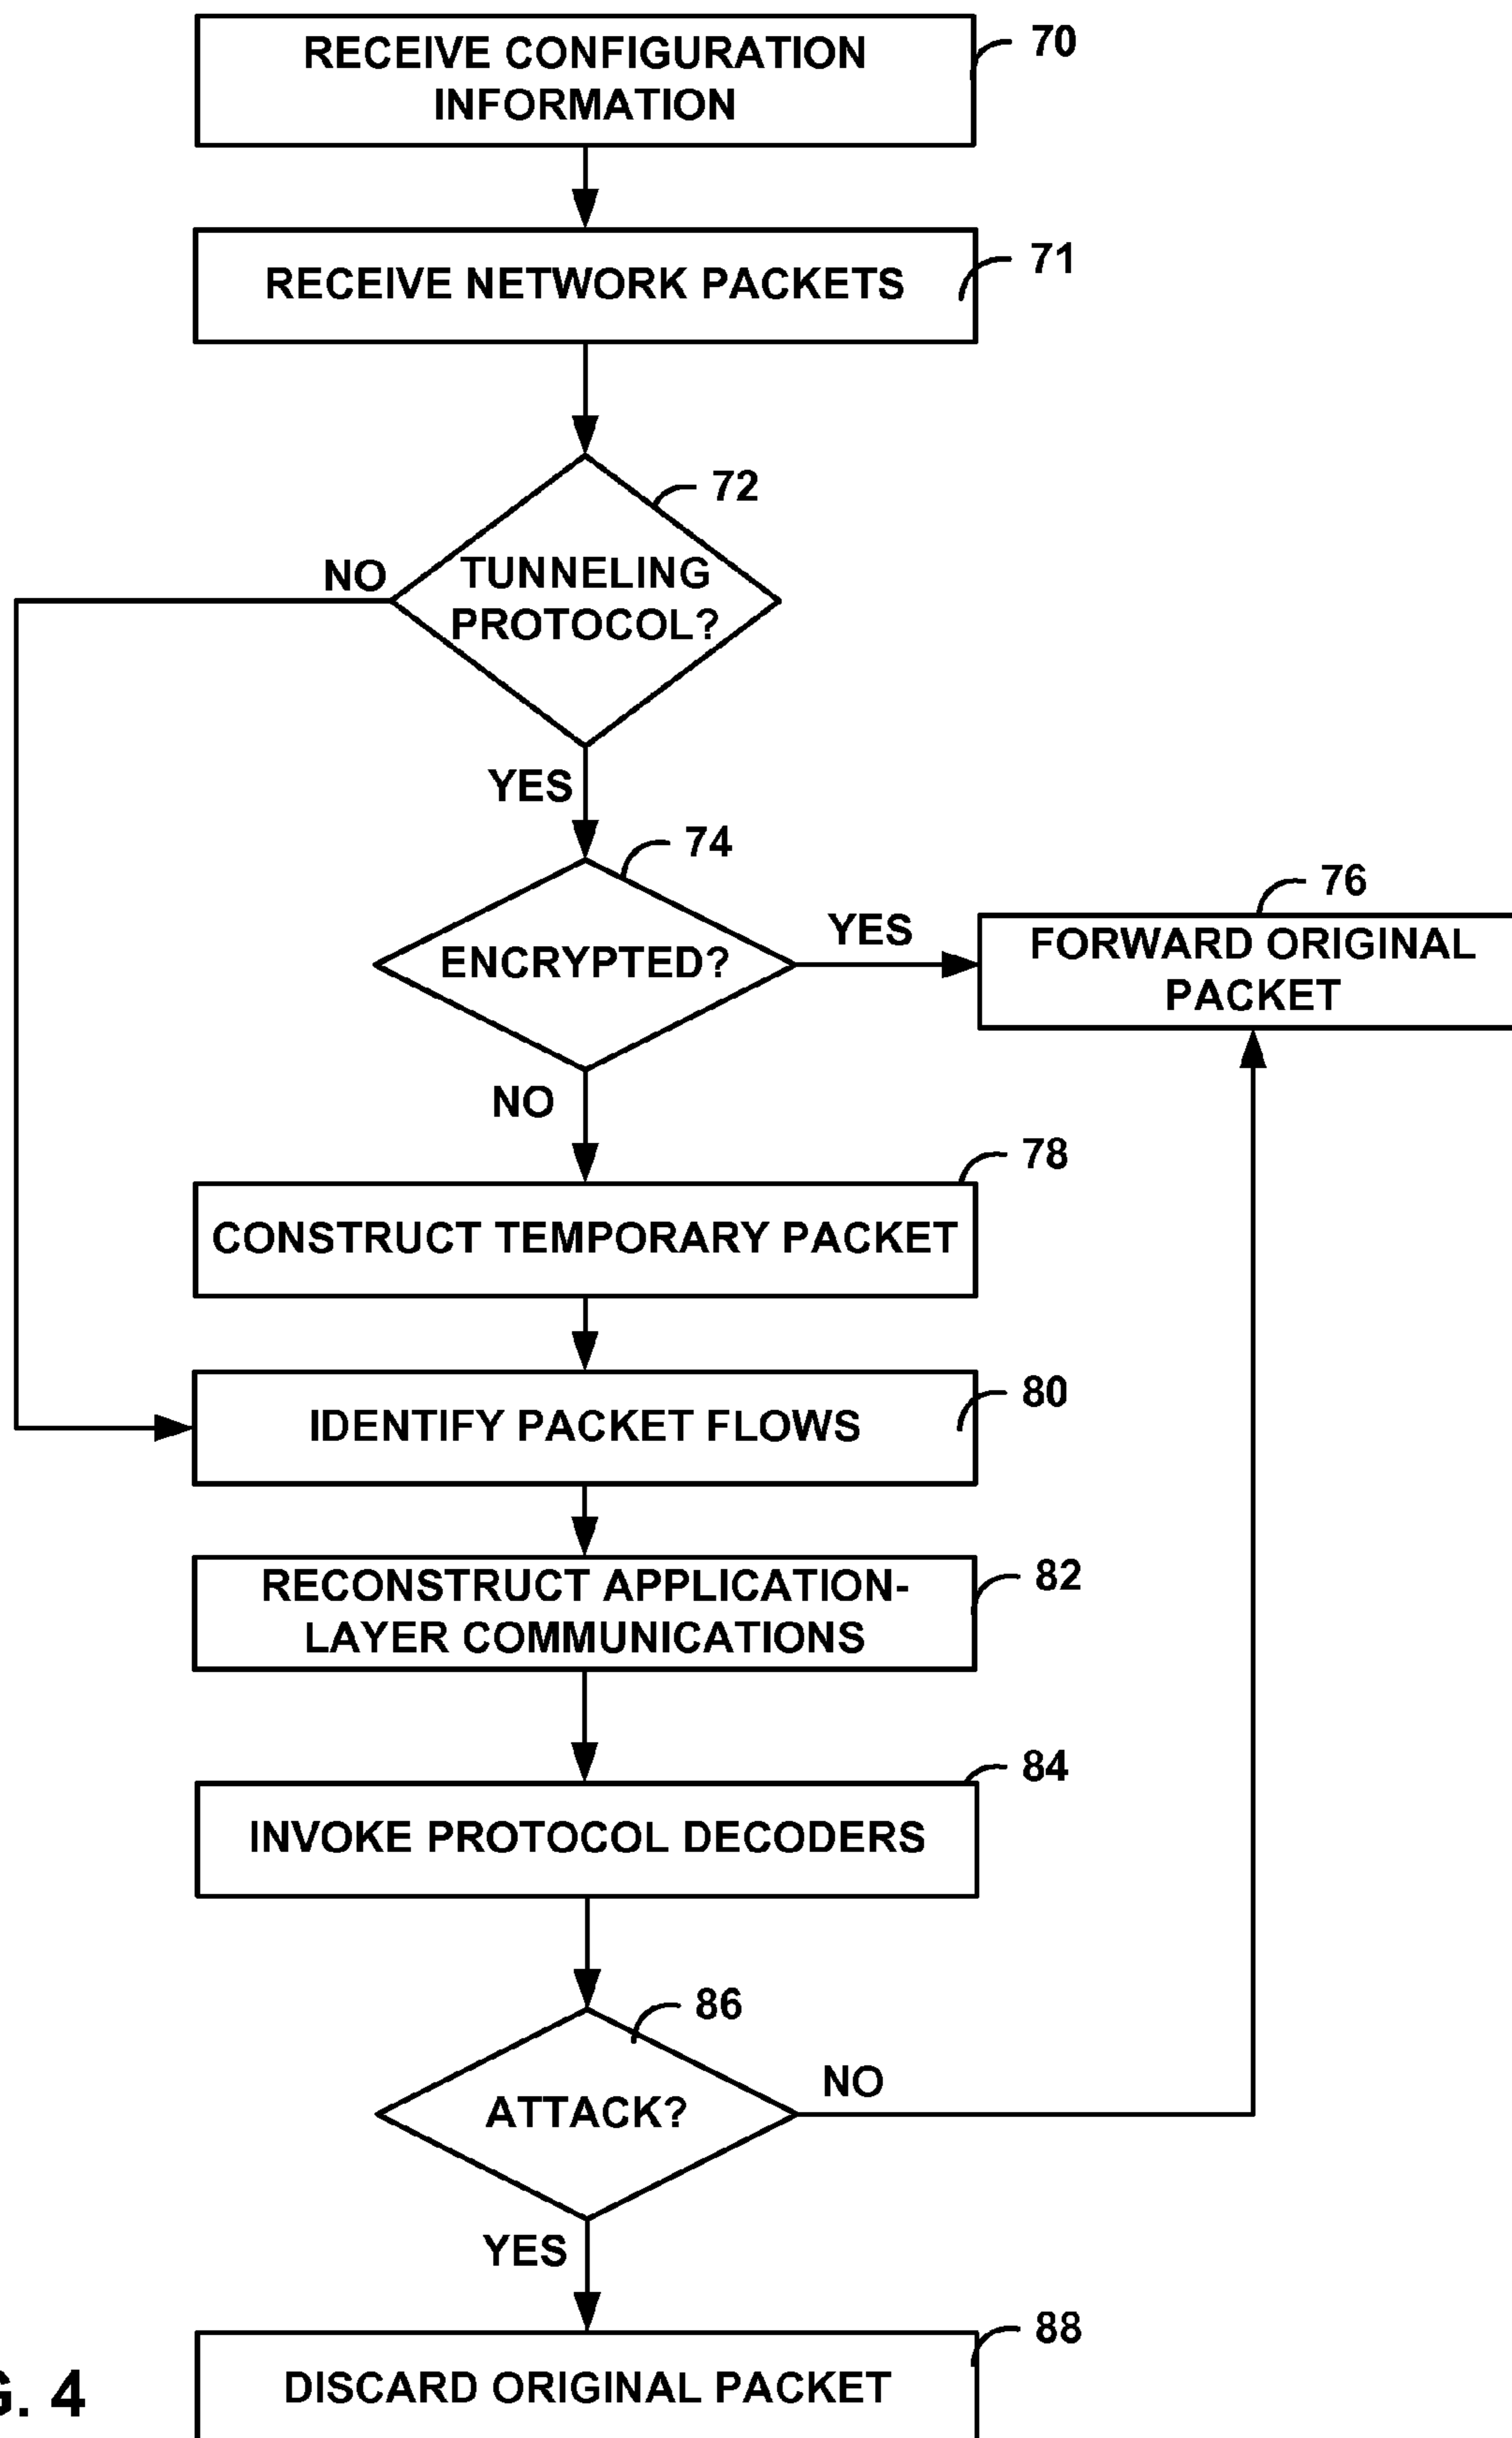 RECEIVE CONFIGURATION
INFORMATION
70
RECEIVE NETWORK PACKETS
71
72
NO
TUNNELING
PROTOCOL?
YES
74
ENCRYPTED?
YES
76
FORWARD ORIGINAL
PACKET
NO
78
CONSTRUCT TEMPORARY PACKET
80
IDENTIFY PACKET FLOWS
82
RECONSTRUCT APPLICATION-
LAYER COMMUNICATIONS
84
INVOKE PROTOCOL DECODERS
86
ATTACK?
NO
YES
88
DISCARD ORIGINAL PACKET
G. 4